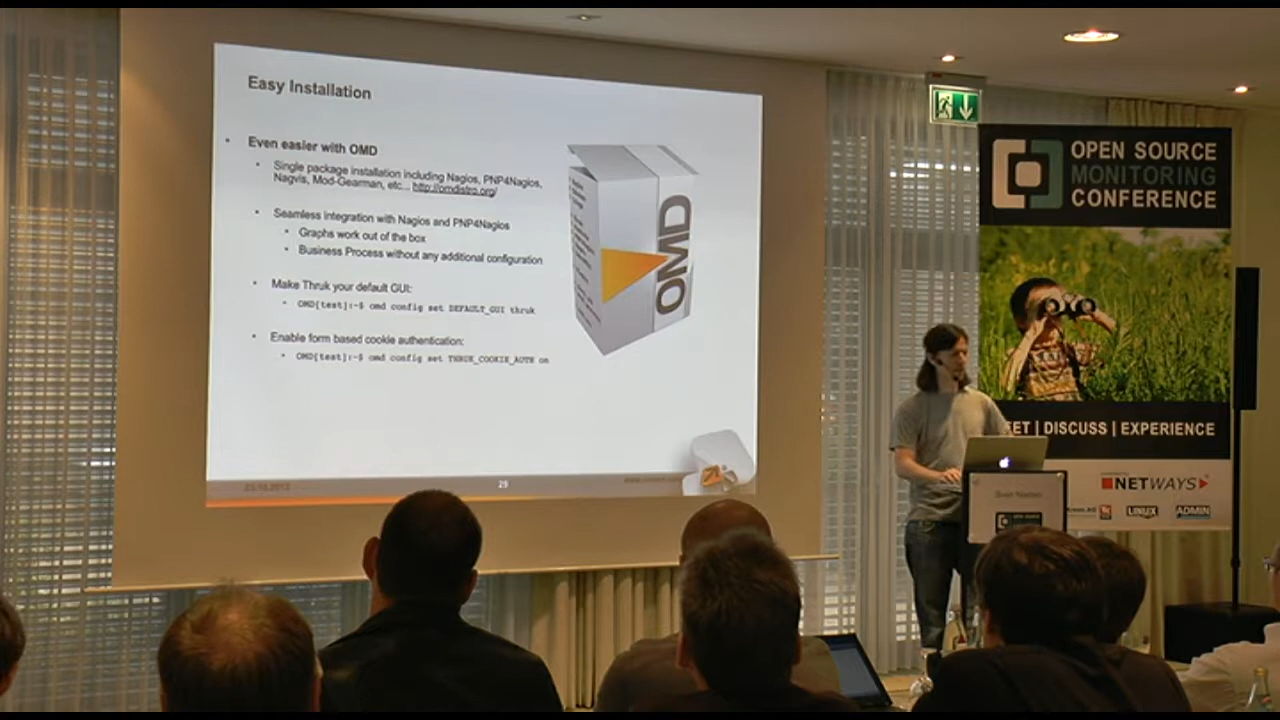 Easy Installation
• Even easier with OMD
• Single package installation including Nagios, PNP4Nagios,
Nagvis, Mod-Gearman, etc... http://omdistro.org/
• Seamless integration with Nagios and PNP4Nagios
• Graphs work out of the box
• Business Process without any additional configuration
• Make Thruk your default GUI:
• OMD[test]:~$ omd config set DEFAULT_GUI thruk
• Enable form based cookie authentication:
• OMD[test]:~$ omd config set THRUK_COOKIE_AUTH on
29
OMD
OPEN SOURCE
MONITORING
CONFERENCE
EET | DISCUSS | EXPERIENCE
NETWAYS
LINUX
ADMIN